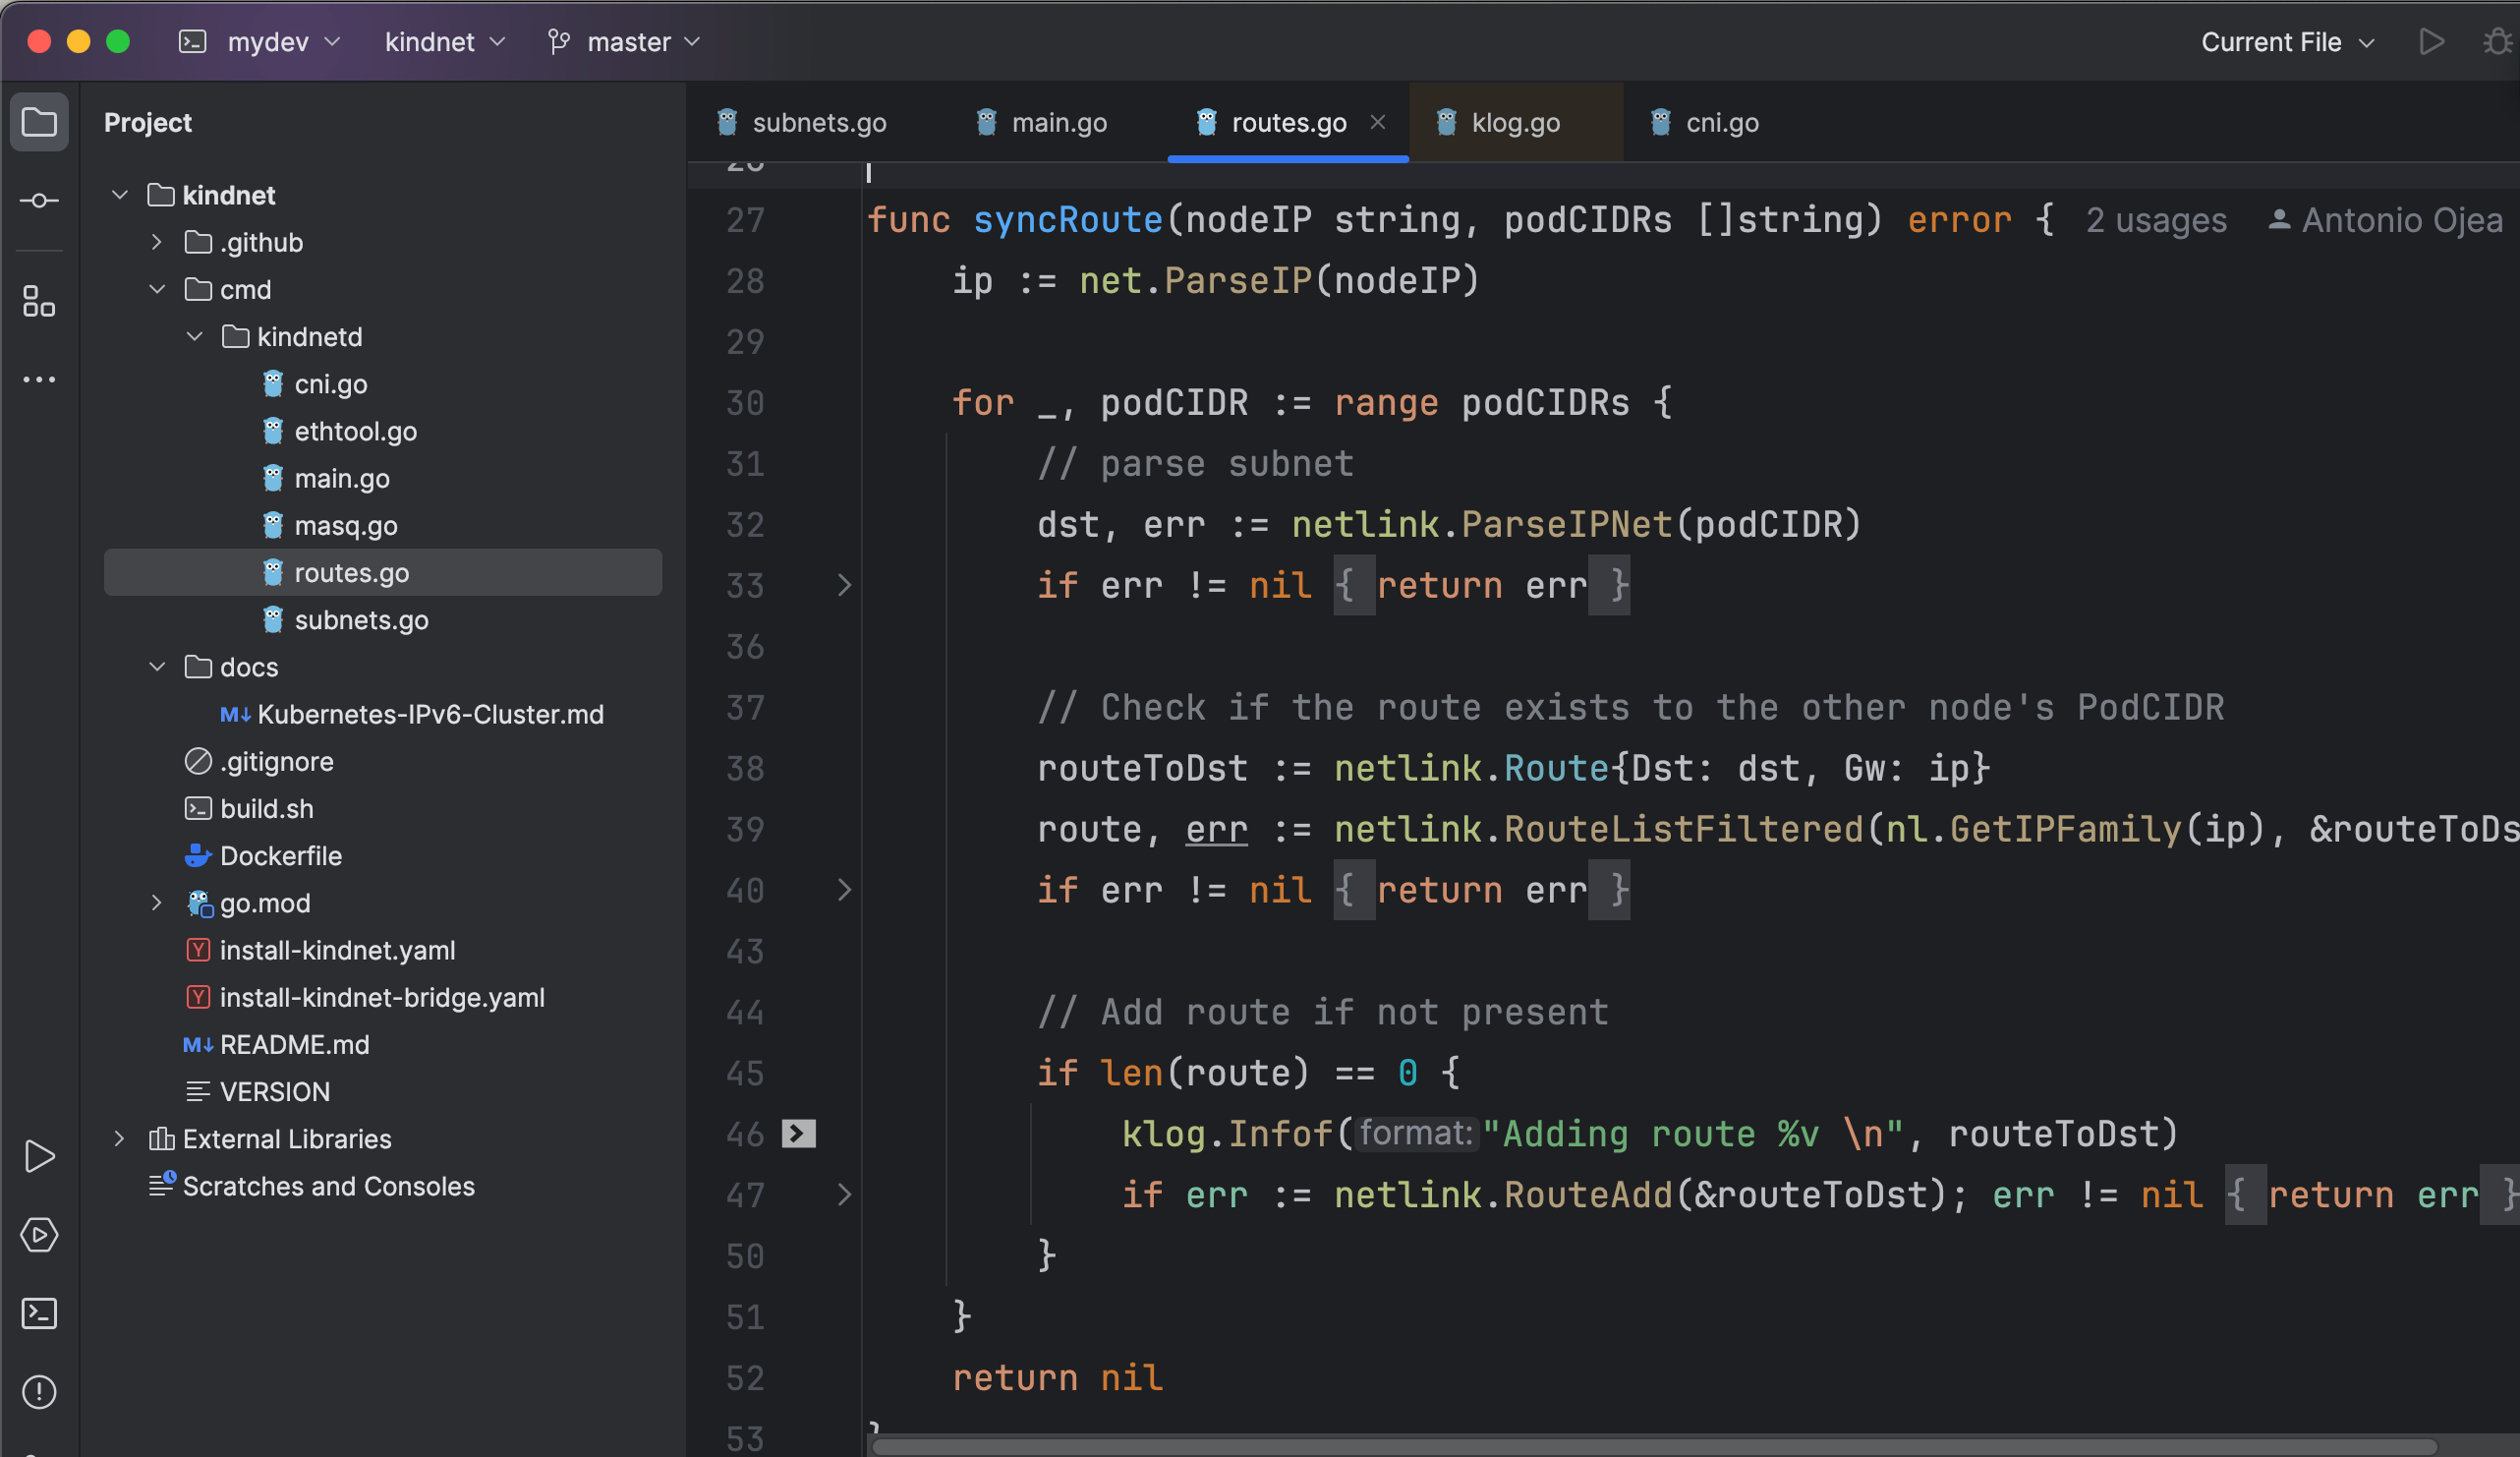 mydev kindnet master Current File
Project
subnets.go main.go routes.go klog.go cni.go
kindnet
.github
cmd
kindnetd
cni.go
ethtool.go
main.go
masq.go
routes.go
subnets.go
docs
M↓ Kubernetes-IPv6-Cluster.md
.gitignore
build.sh
Dockerfile
go.mod
Y install-kindnet.yaml
Y install-kindnet-bridge.yaml
M↓ README.md
VERSION
External Libraries
Scratches and Consoles
27 func syncRoute(nodeIP string, podCIDRs []string) error { 2 usages Antonio Ojea
28 ip := net.ParseIP(nodeIP)
29
30 for _, podCIDR := range podCIDRs {
31 // parse subnet
32 dst, err := netlink.ParseIPNet(podCIDR)
33 if err != nil { return err }
36
37 // Check if the route exists to the other node's PodCIDR
38 routeToDst := netlink.Route{Dst: dst, Gw: ip}
39 route, err := netlink.RouteListFiltered(nl.GetIPFamily(ip), &routeToDs
40 if err != nil { return err }
43
44 // Add route if not present
45 if len(route) == 0 {
46 klog.Infof( format: "Adding route %v \n", routeToDst)
47 if err := netlink.RouteAdd(&routeToDst); err != nil { return err }
50 }
51 }
52 return nil
53 }